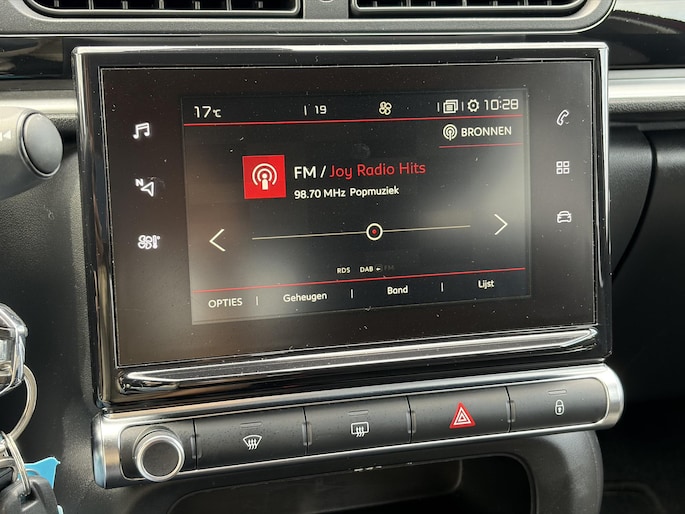 17°C | 19 | 10:28
BRONNEN
FM / Joy Radio Hits
98.70 MHz Popmuziek
N
RDS DAB FM
OPTIES | Geheugen | Band | Lijst